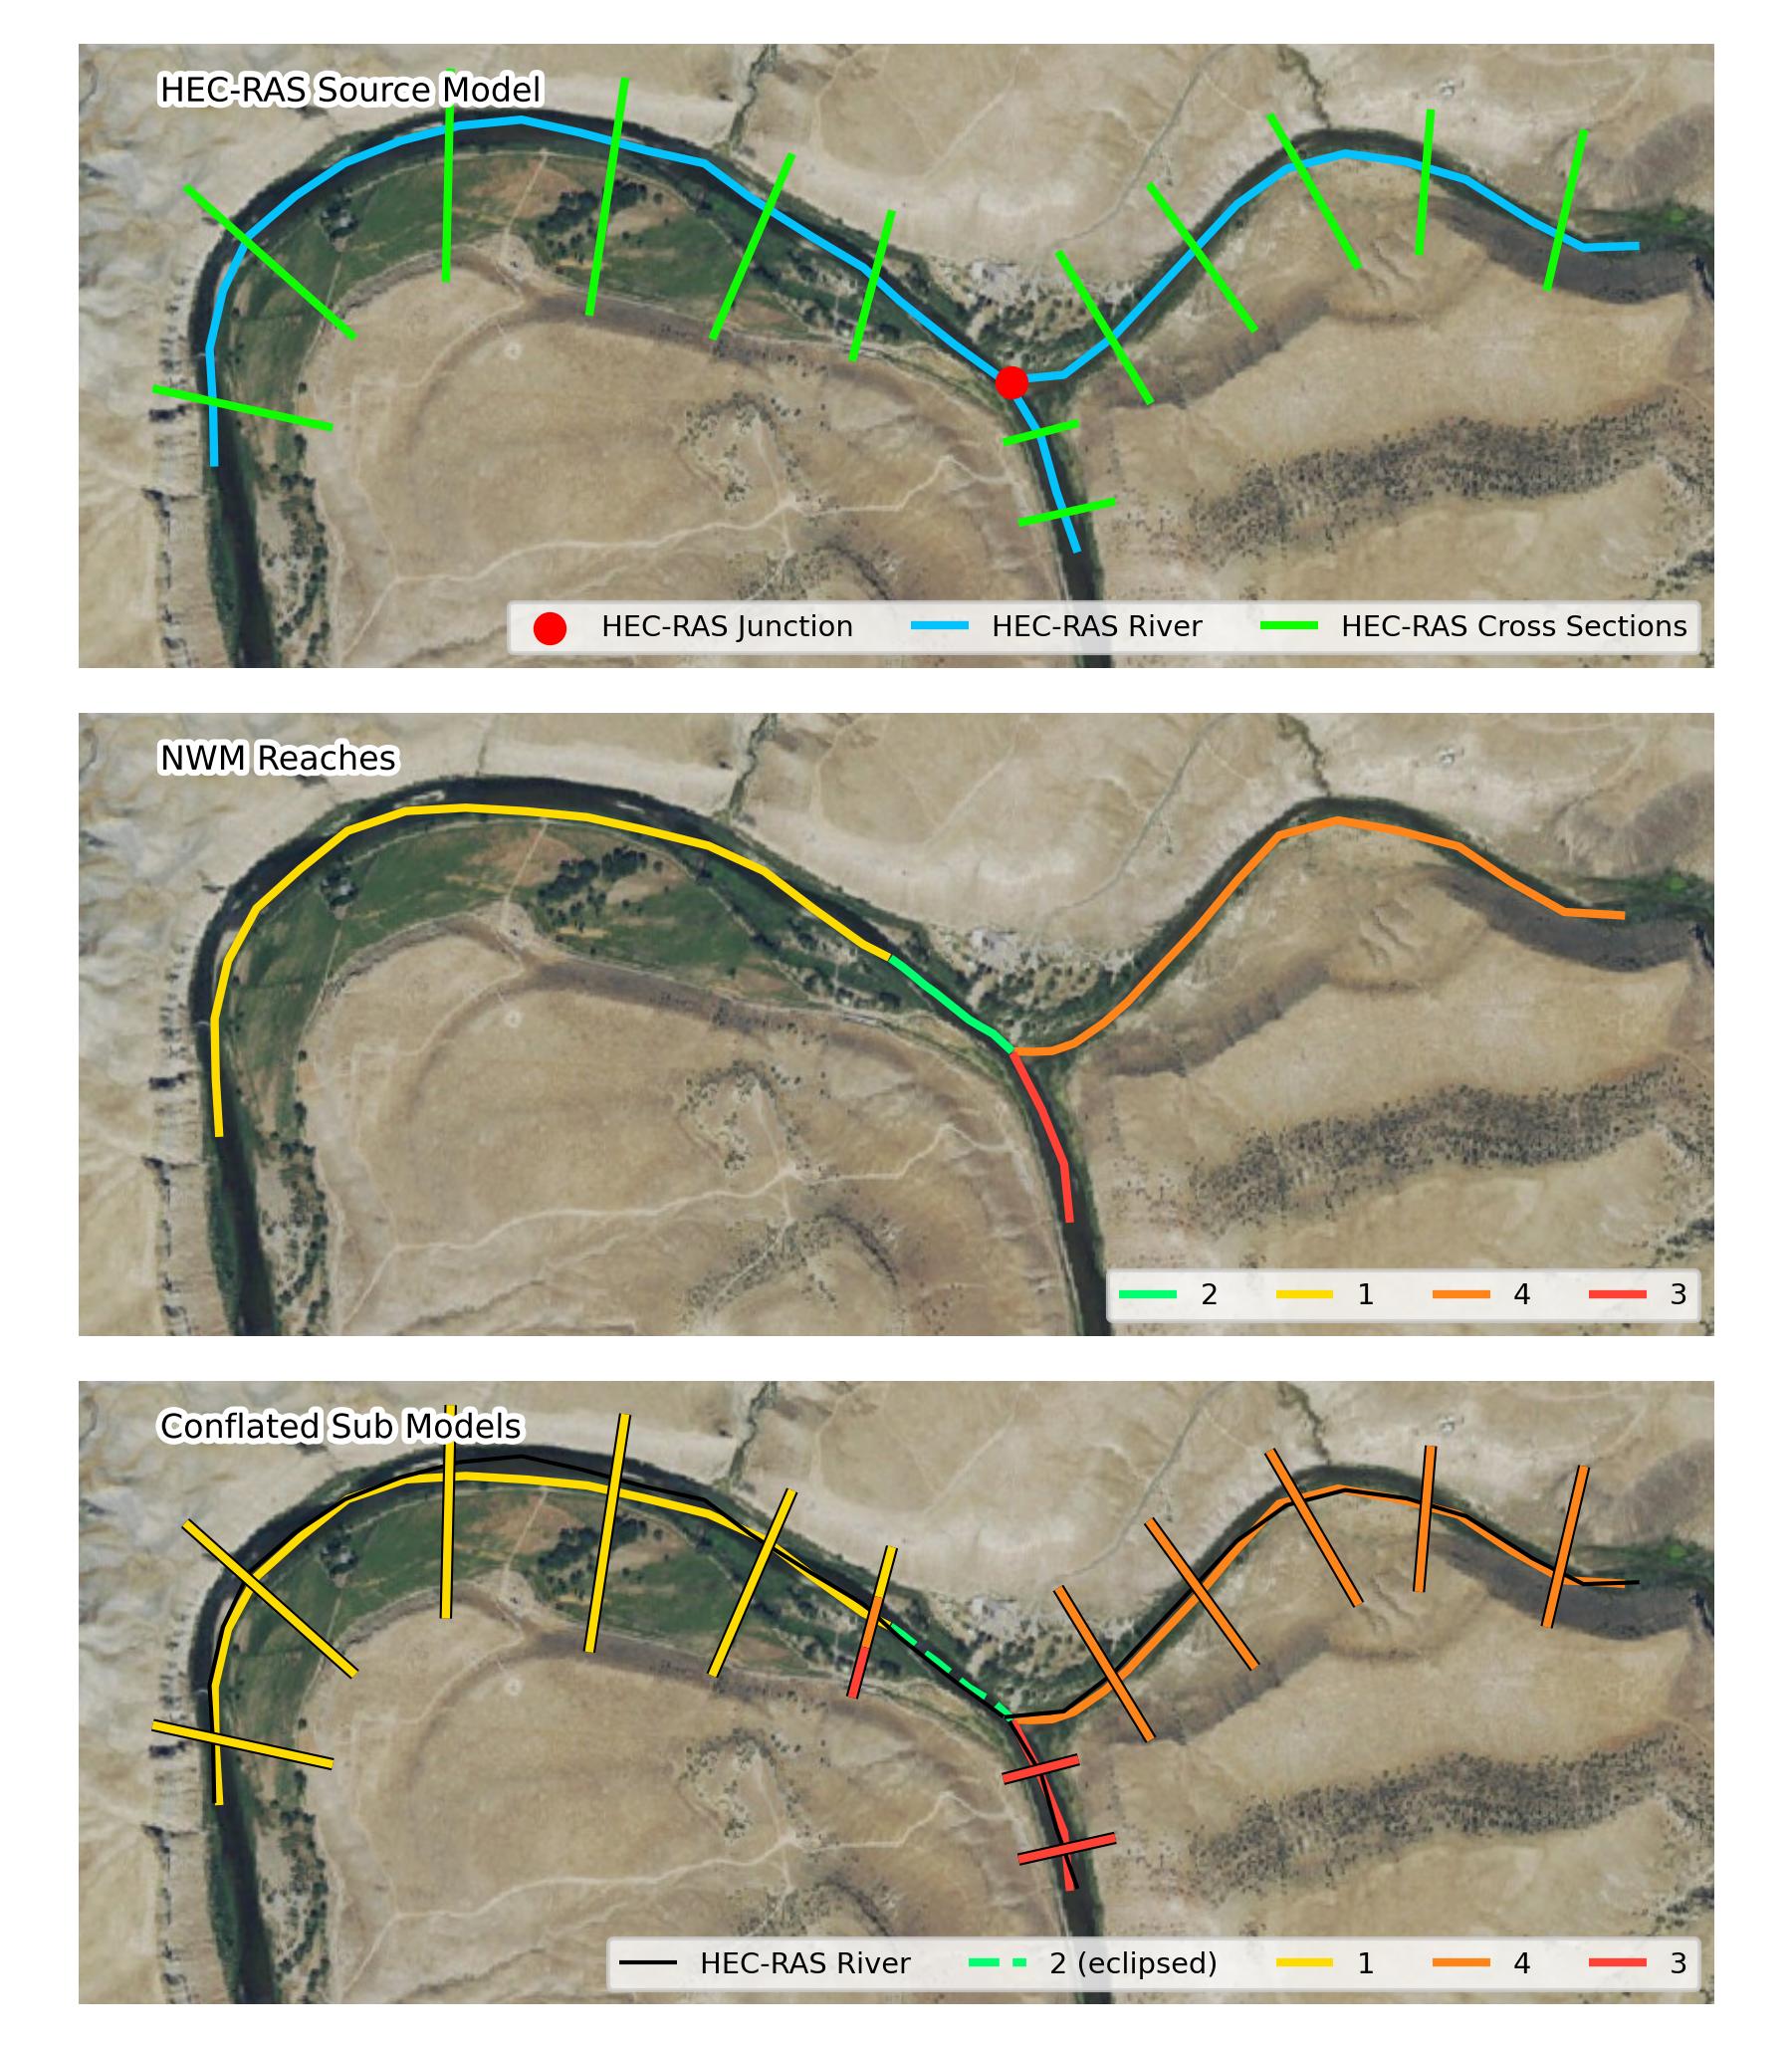 HEC-RAS Source Model
HEC-RAS Junction HEC-RAS River HEC-RAS Cross Sections
NWM Reaches
2 1 4 3
Conflated Sub Models
HEC-RAS River 2 (eclipsed) 1 4 3